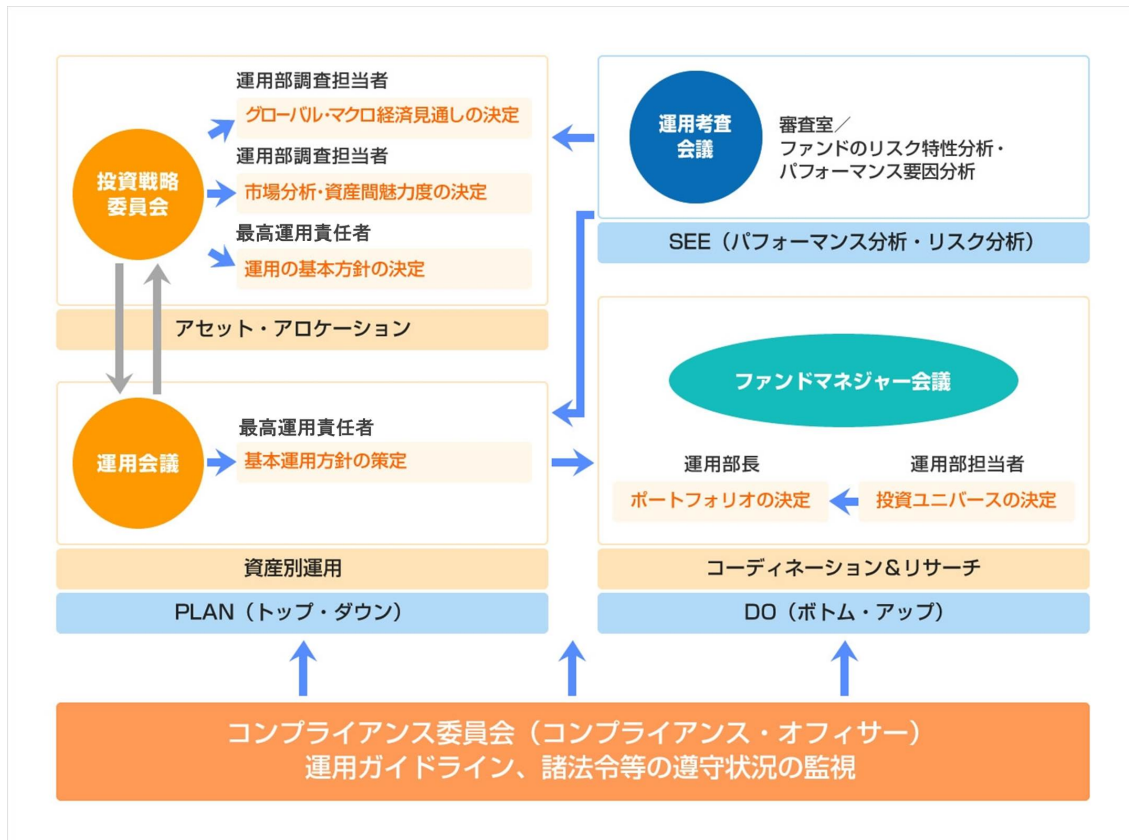 投資戦略
委員会
運用部調査担当者
グローバル・マクロ経済見通しの決定
運用部調査担当者
市場分析・資産間魅力度の決定
最高運用責任者
運用の基本方針の決定
アセット・アロケーション
運用会議
最高運用責任者
基本運用方針の策定
資産別運用
PLAN（トップ・ダウン）
運用考査
会議
審査室／
ファンドのリスク特性分析・
パフォーマンス要因分析
SEE（パフォーマンス分析・リスク分析）
ファンドマネジャー会議
運用部長
ポートフォリオの決定
運用部担当者
投資ユニバースの決定
コーディネーション＆リサーチ
DO（ボトム・アップ）
コンプライアンス委員会（コンプライアンス・オフィサー）
運用ガイドライン、諸法令等の遵守状況の監視